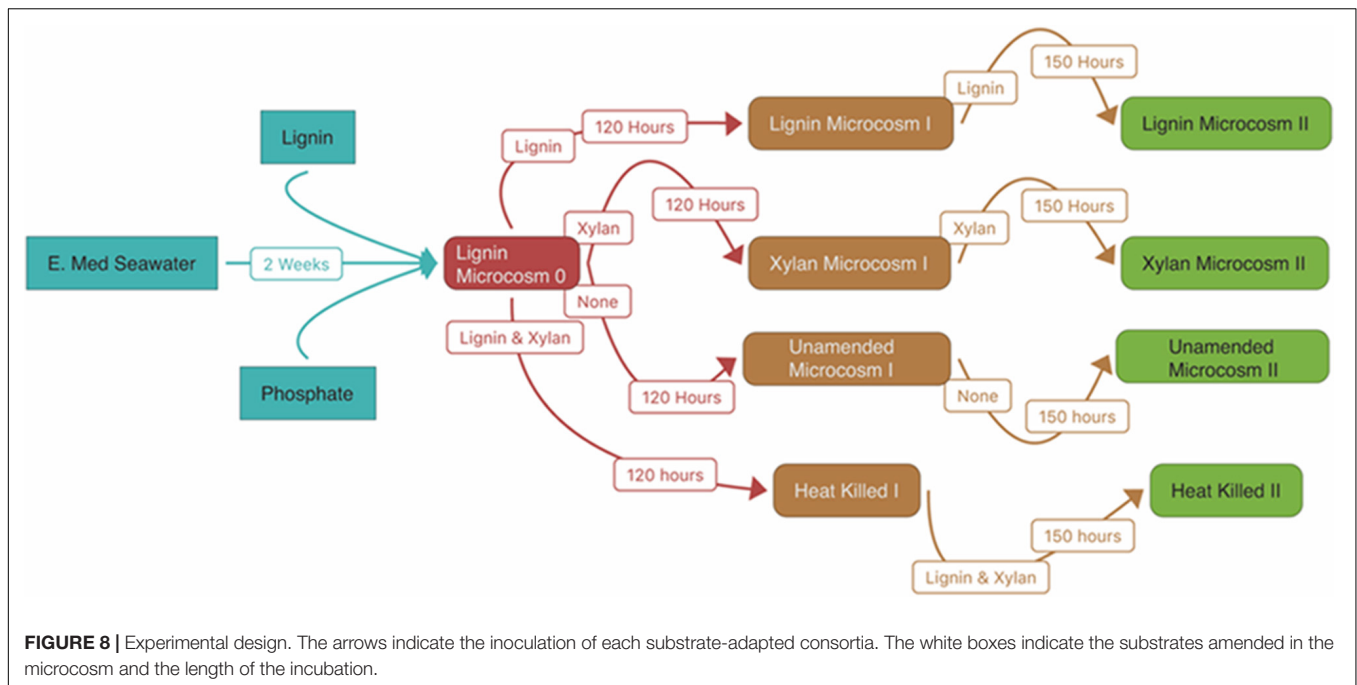 Lignin
E. Med Seawater
2 Weeks
Phosphate
Lignin
Microcosm 0
Lignin
120 Hours
Lignin Microcosm I
Lignin
150 Hours
Lignin Microcosm II
Xylan
120 Hours
Xylan Microcosm I
Xylan
150 Hours
Xylan Microcosm II
None
120 Hours
Unamended
Microcosm I
None
150 hours
Unamended
Microcosm II
Lignin & Xylan
120 hours
Heat Killed I
Lignin & Xylan
150 hours
Heat Killed II
FIGURE 8 | Experimental design. The arrows indicate the inoculation of each substrate-adapted consortia. The white boxes indicate the substrates amended in the
microcosm and the length of the incubation.